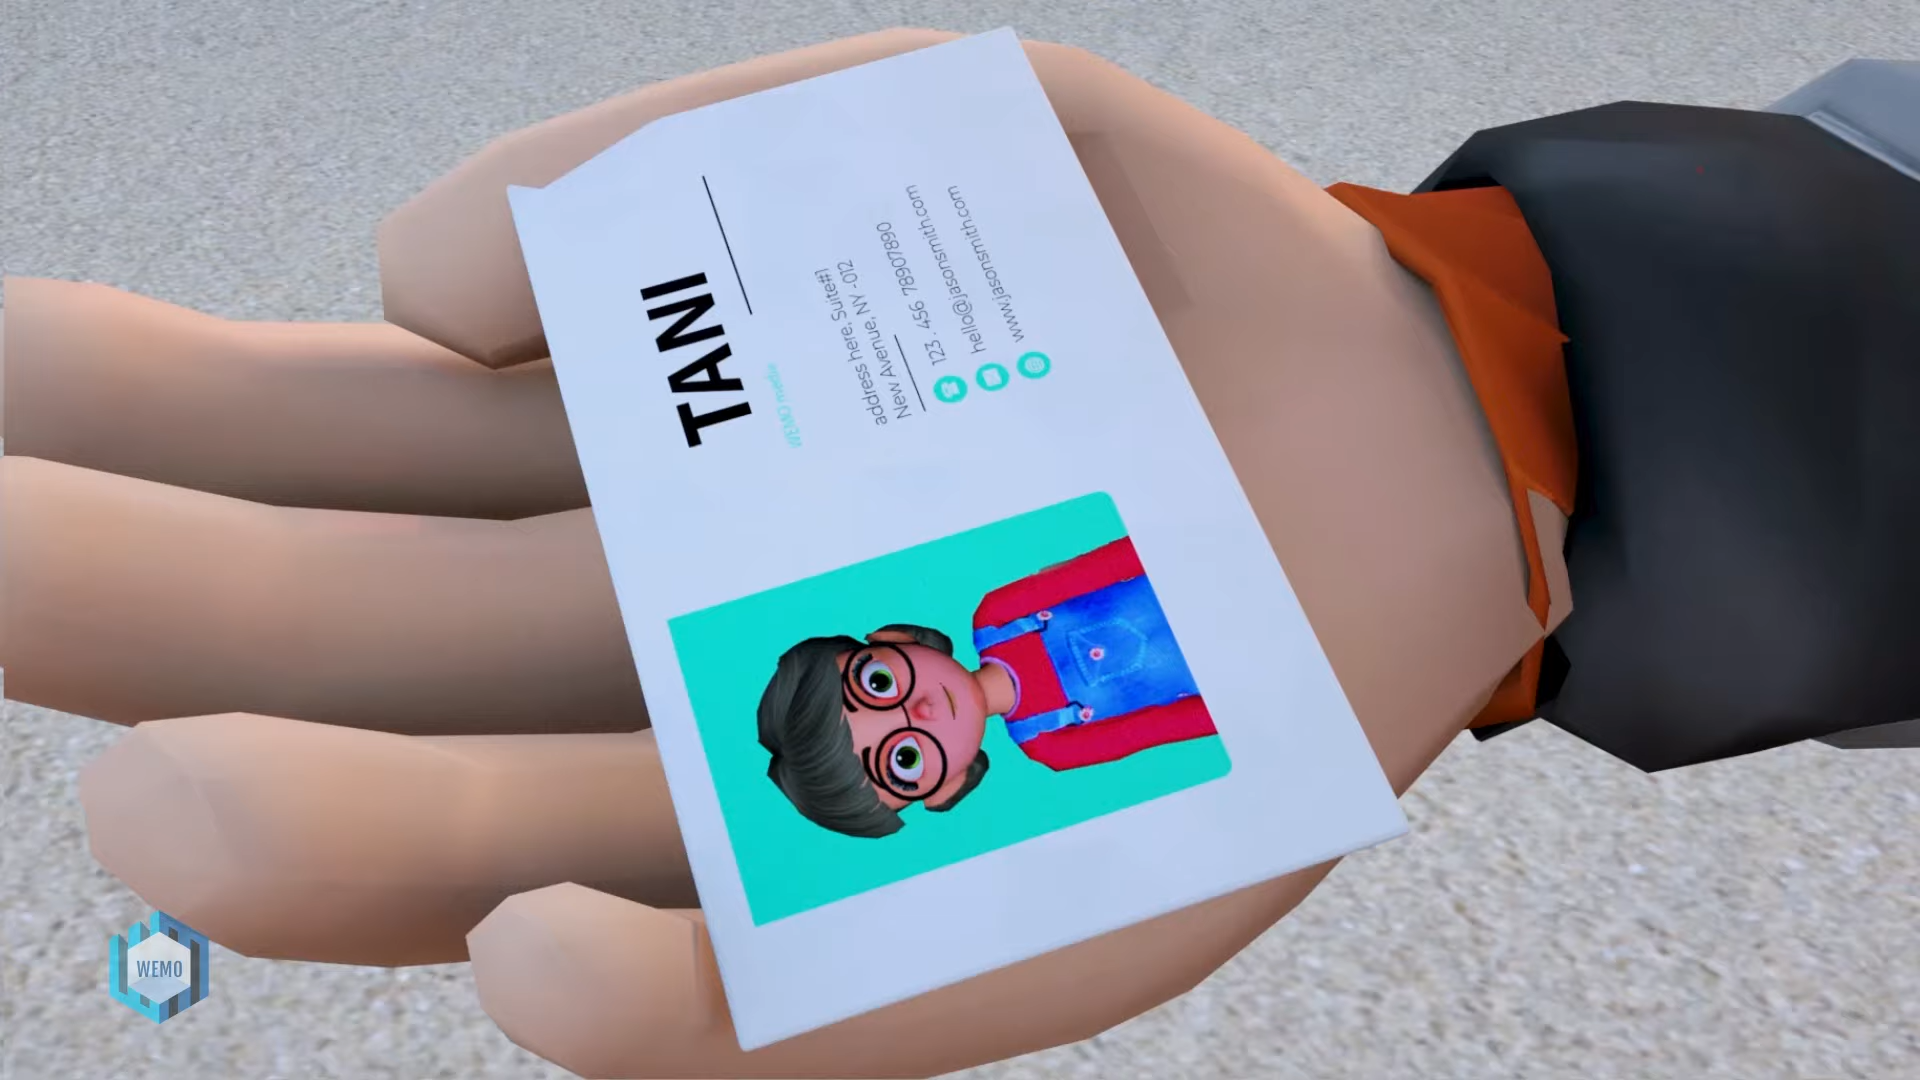 TANI
WEMO media
address here, Suite#1
New Avenue, NY -012
123 . 456 78907890
hello@jasonsmith.com
www.jasonsmith.com
WEMO